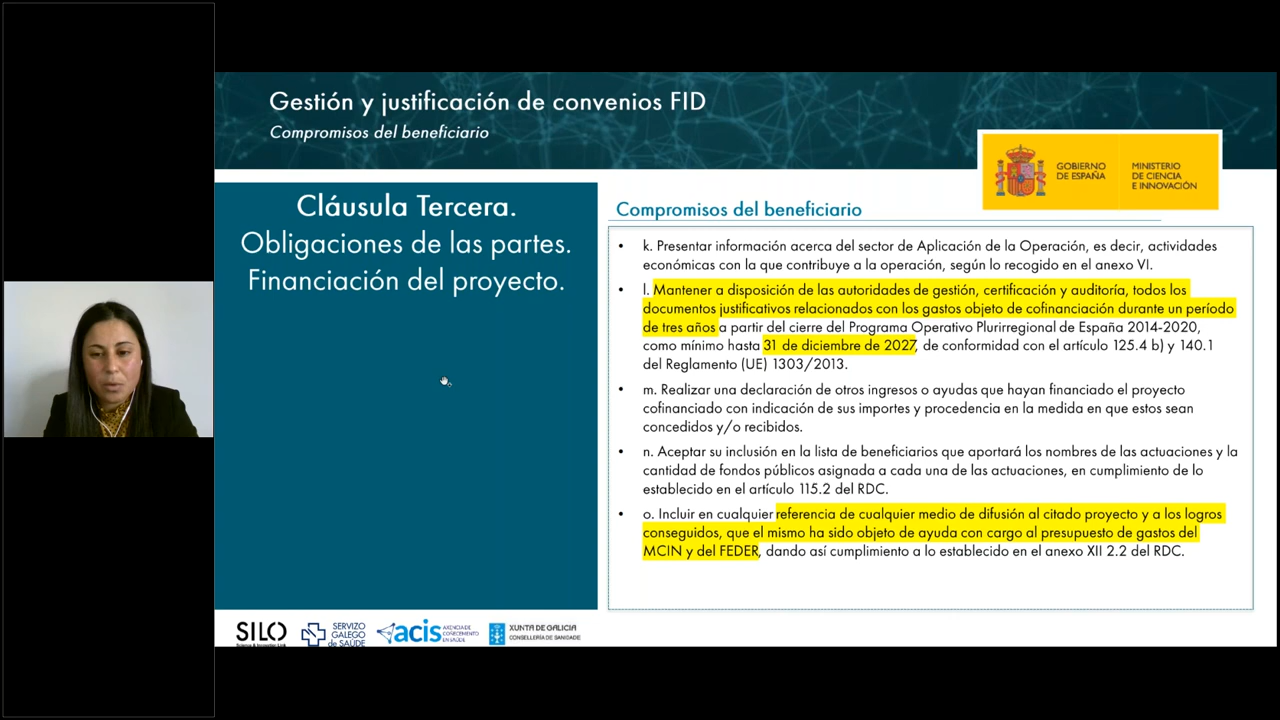 Gestión y justificación de convenios FID
Compromisos del beneficiario
GOBIERNO
DE ESPAÑA
MINISTERIO
DE CIENCIA
E INNOVACIÓN
Cláusula Tercera.
Obligaciones de las partes.
Financiación del proyecto.
Compromisos del beneficiario
• k. Presentar información acerca del sector de Aplicación de la Operación, es decir, actividades
económicas con la que contribuye a la operación, según lo recogido en el anexo VI.
• l. Mantener a disposición de las autoridades de gestión, certificación y auditoría, todos los
documentos justificativos relacionados con los gastos objeto de cofinanciación durante un período
de tres años a partir del cierre del Programa Operativo Plurirregional de España 2014-2020,
como mínimo hasta 31 de diciembre de 2027, de conformidad con el artículo 125.4 b) y 140.1
del Reglamento (UE) 1303/2013.
• m. Realizar una declaración de otros ingresos o ayudas que hayan financiado el proyecto
cofinanciado con indicación de sus importes y procedencia en la medida en que estos sean
concedidos y/o recibidos.
• n. Aceptar su inclusión en la lista de beneficiarios que aportará los nombres de las actuaciones y la
cantidad de fondos públicos asignada a cada una de las actuaciones, en cumplimiento de lo
establecido en el artículo 115.2 del RDC.
• o. Incluir en cualquier referencia de cualquier medio de difusión al citado proyecto y a los logros
conseguidos, que el mismo ha sido objeto de ayuda con cargo al presupuesto de gastos del
MCIN y del FEDER, dando así cumplimiento a lo establecido en el anexo XII 2.2 del RDC.
SILO
Science & Innovation Link
SERVIZO
GALEGO
de SAÚDE
acis
AXENCIA DE
COÑECEMENTO
EN SAÚDE
XUNTA DE GALICIA
CONSELLERÍA DE SANIDADE